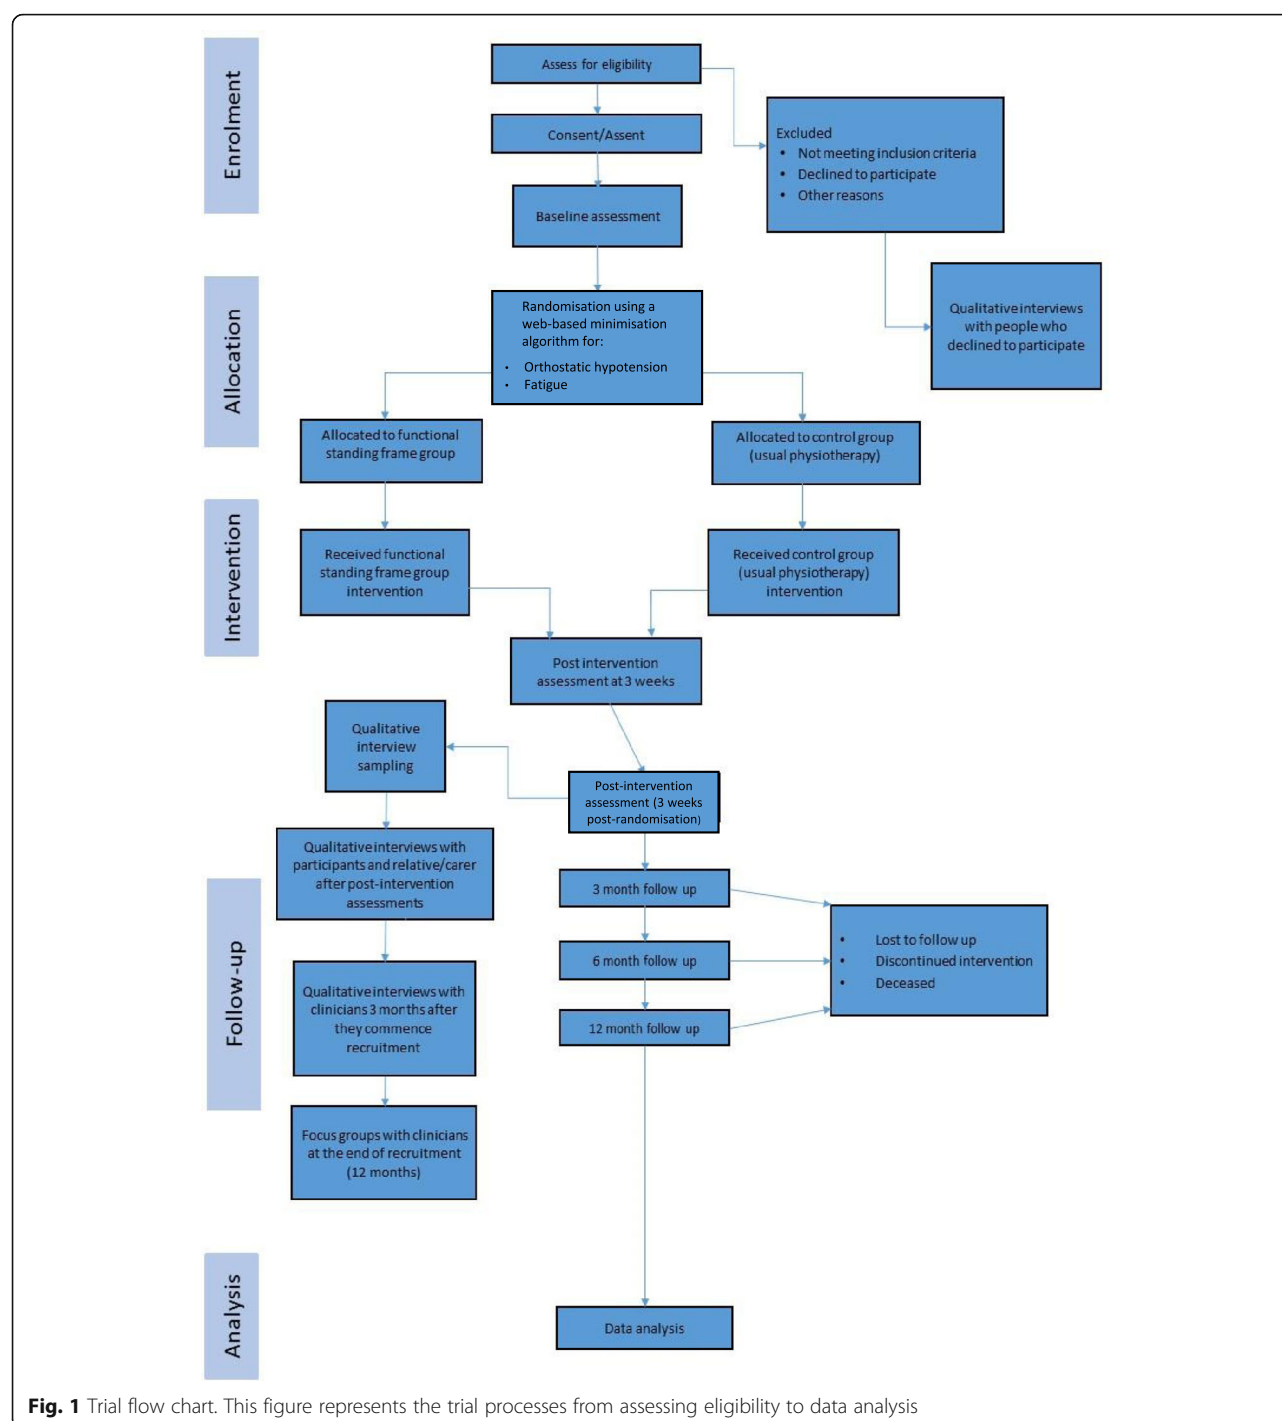 Enrolment
Assess for eligibility
Consent/Assent
Baseline assessment
Excluded
• Not meeting inclusion criteria
• Declined to participate
• Other reasons
Qualitative interviews
with people who
declined to participate
Allocation
Randomisation using a
web-based minimisation
algorithm for:
• Orthostatic hypotension
• Fatigue
Allocated to functional
standing frame group
Allocated to control group
(usual physiotherapy)
Intervention
Received functional
standing frame group
intervention
Received control group
(usual physiotherapy)
intervention
Post intervention
assessment at 3 weeks
Qualitative
interview
sampling
Post-intervention
assessment (3 weeks
post-randomisation)
Follow-up
Qualitative interviews with
participants and relative/carer
after post-intervention
assessments
3 month follow up
6 month follow up
12 month follow up
• Lost to follow up
• Discontinued intervention
• Deceased
Qualitative interviews with
clinicians 3 months after
they commence
recruitment
Focus groups with clinicians
at the end of recruitment
(12 months)
Analysis
Data analysis
Fig. 1 Trial flow chart. This figure represents the trial processes from assessing eligibility to data analysis